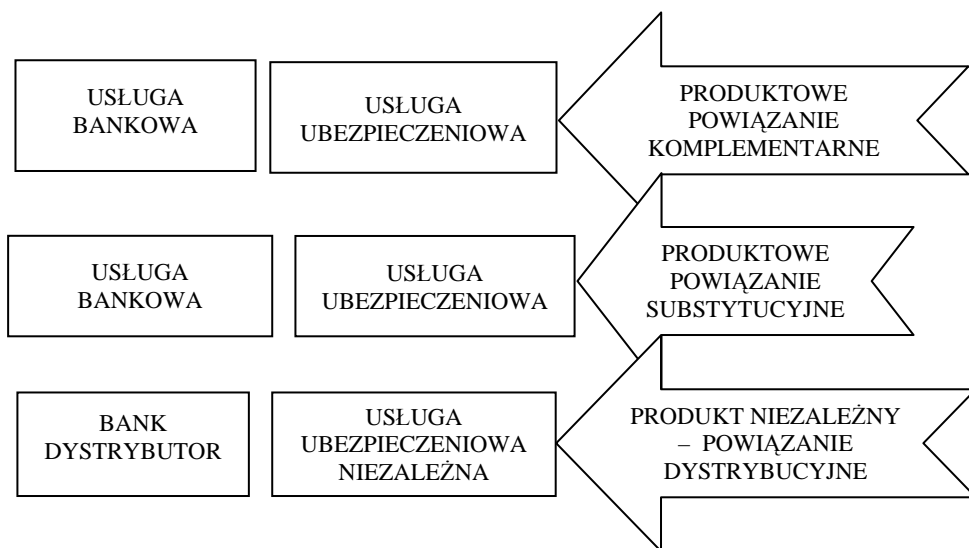 USŁUGA
BANKOWA
USŁUGA
UBEZPIECZENIOWA
PRODUKTOWE
POWIĄZANIE
KOMPLEMENTARNE
USŁUGA
BANKOWA
USŁUGA
UBEZPIECZENIOWA
PRODUKTOWE
POWIĄZANIE
SUBSTYTUCYJNE
BANK
DYSTRYBUTOR
USŁUGA
UBEZPIECZENIOWA
NIEZALEŻNA
PRODUKT NIEZALEŻNY
– POWIĄZANIE
DYSTRYBUCYJNE